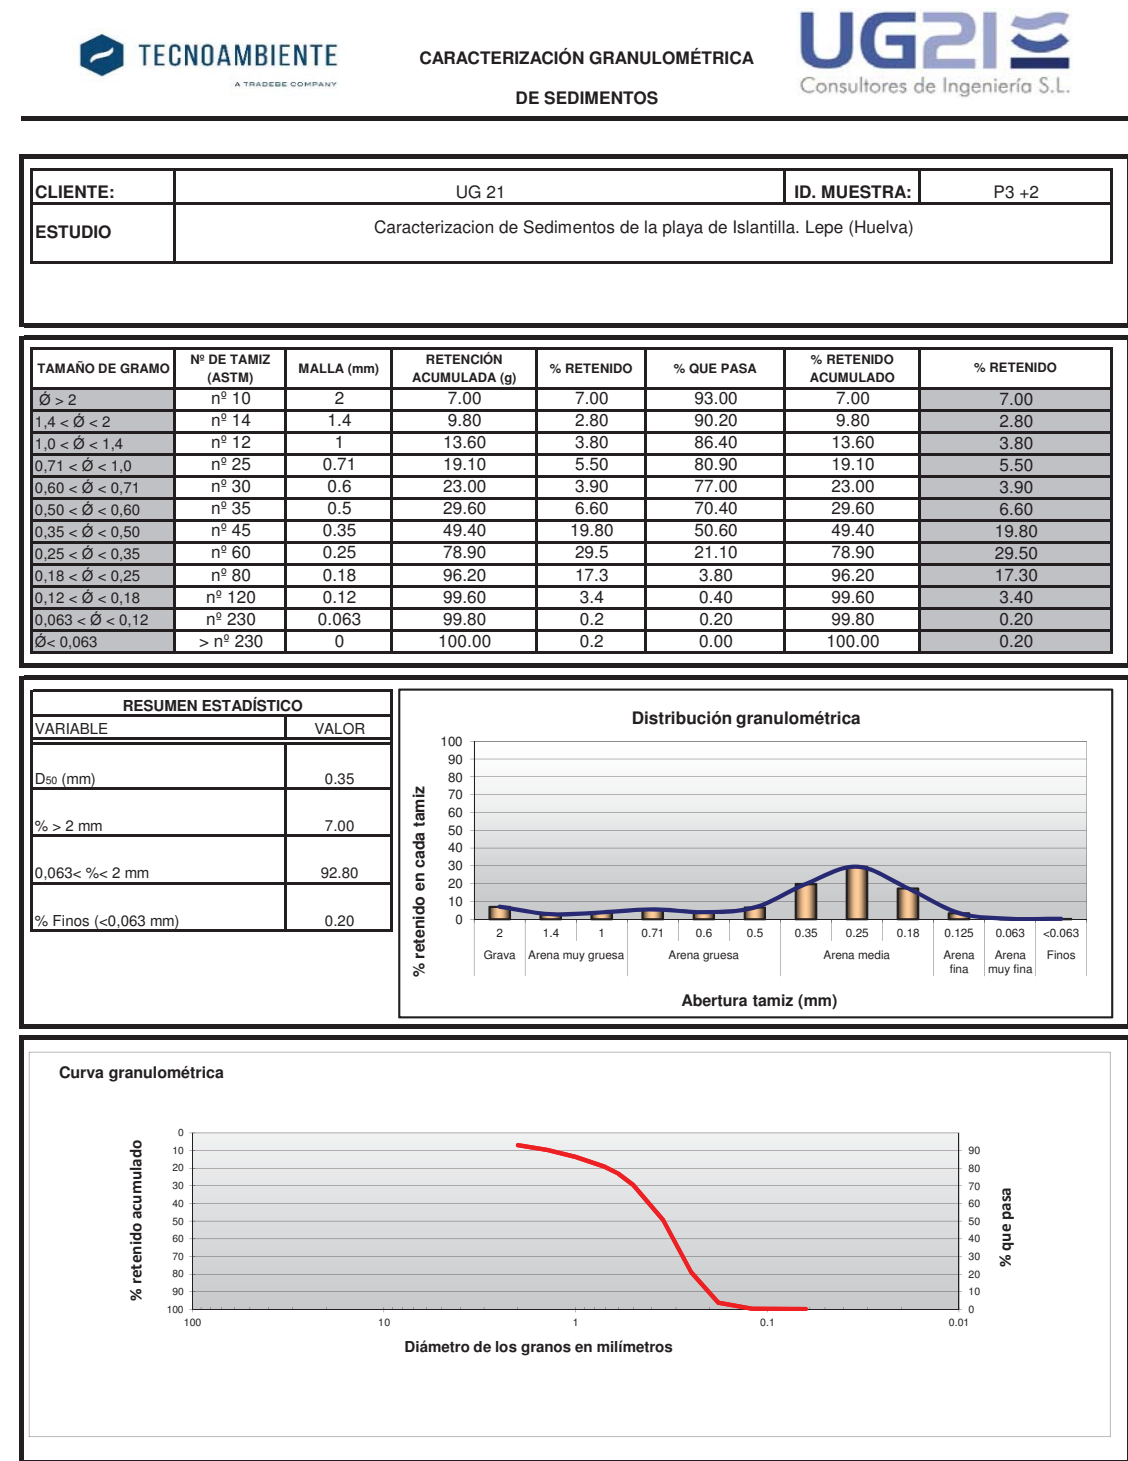 TECNOAMBIENTE
A TRADEBE COMPANY
CARACTERIZACIÓN GRANULOMÉTRICA
DE SEDIMENTOS
UG21
Consultores de Ingeniería S.L.
CLIENTE: UG 21 ID. MUESTRA: P3 +2
ESTUDIO Caracterizacion de Sedimentos de la playa de Islantilla. Lepe (Huelva)
TAMAÑO DE GRAMO Nº DE TAMIZ (ASTM) MALLA (mm) RETENCIÓN ACUMULADA (g) % RETENIDO % QUE PASA % RETENIDO ACUMULADO % RETENIDO
Ǿ > 2 nº 10 2 7.00 7.00 93.00 7.00 7.00
1,4 < Ǿ < 2 nº 14 1.4 9.80 2.80 90.20 9.80 2.80
1,0 < Ǿ < 1,4 nº 12 1 13.60 3.80 86.40 13.60 3.80
0,71 < Ǿ < 1,0 nº 25 0.71 19.10 5.50 80.90 19.10 5.50
0,60 < Ǿ < 0,71 nº 30 0.6 23.00 3.90 77.00 23.00 3.90
0,50 < Ǿ < 0,60 nº 35 0.5 29.60 6.60 70.40 29.60 6.60
0,35 < Ǿ < 0,50 nº 45 0.35 49.40 19.80 50.60 49.40 19.80
0,25 < Ǿ < 0,35 nº 60 0.25 78.90 29.5 21.10 78.90 29.50
0,18 < Ǿ < 0,25 nº 80 0.18 96.20 17.3 3.80 96.20 17.30
0,12 < Ǿ < 0,18 nº 120 0.12 99.60 3.4 0.40 99.60 3.40
0,063 < Ǿ < 0,12 nº 230 0.063 99.80 0.2 0.20 99.80 0.20
Ǿ< 0,063 > nº 230 0 100.00 0.2 0.00 100.00 0.20
RESUMEN ESTADÍSTICO
VARIABLE VALOR
D50 (mm) 0.35
% > 2 mm 7.00
0,063< %< 2 mm 92.80
% Finos (<0,063 mm) 0.20
Distribución granulométrica
% retenido en cada tamiz
100
90
80
70
60
50
40
30
20
10
0
2 1.4 1 0.71 0.6 0.5 0.35 0.25 0.18 0.125 0.063 <0.063
Grava Arena muy gruesa Arena gruesa Arena media Arena fina Arena muy fina Finos
Abertura tamiz (mm)
Curva granulométrica
% retenido acumulado
0
10
20
30
40
50
60
70
80
90
100
90
80
70
60
50
40
30
20
10
0
% que pasa
100 10 1 0.1 0.01
Diámetro de los granos en milímetros